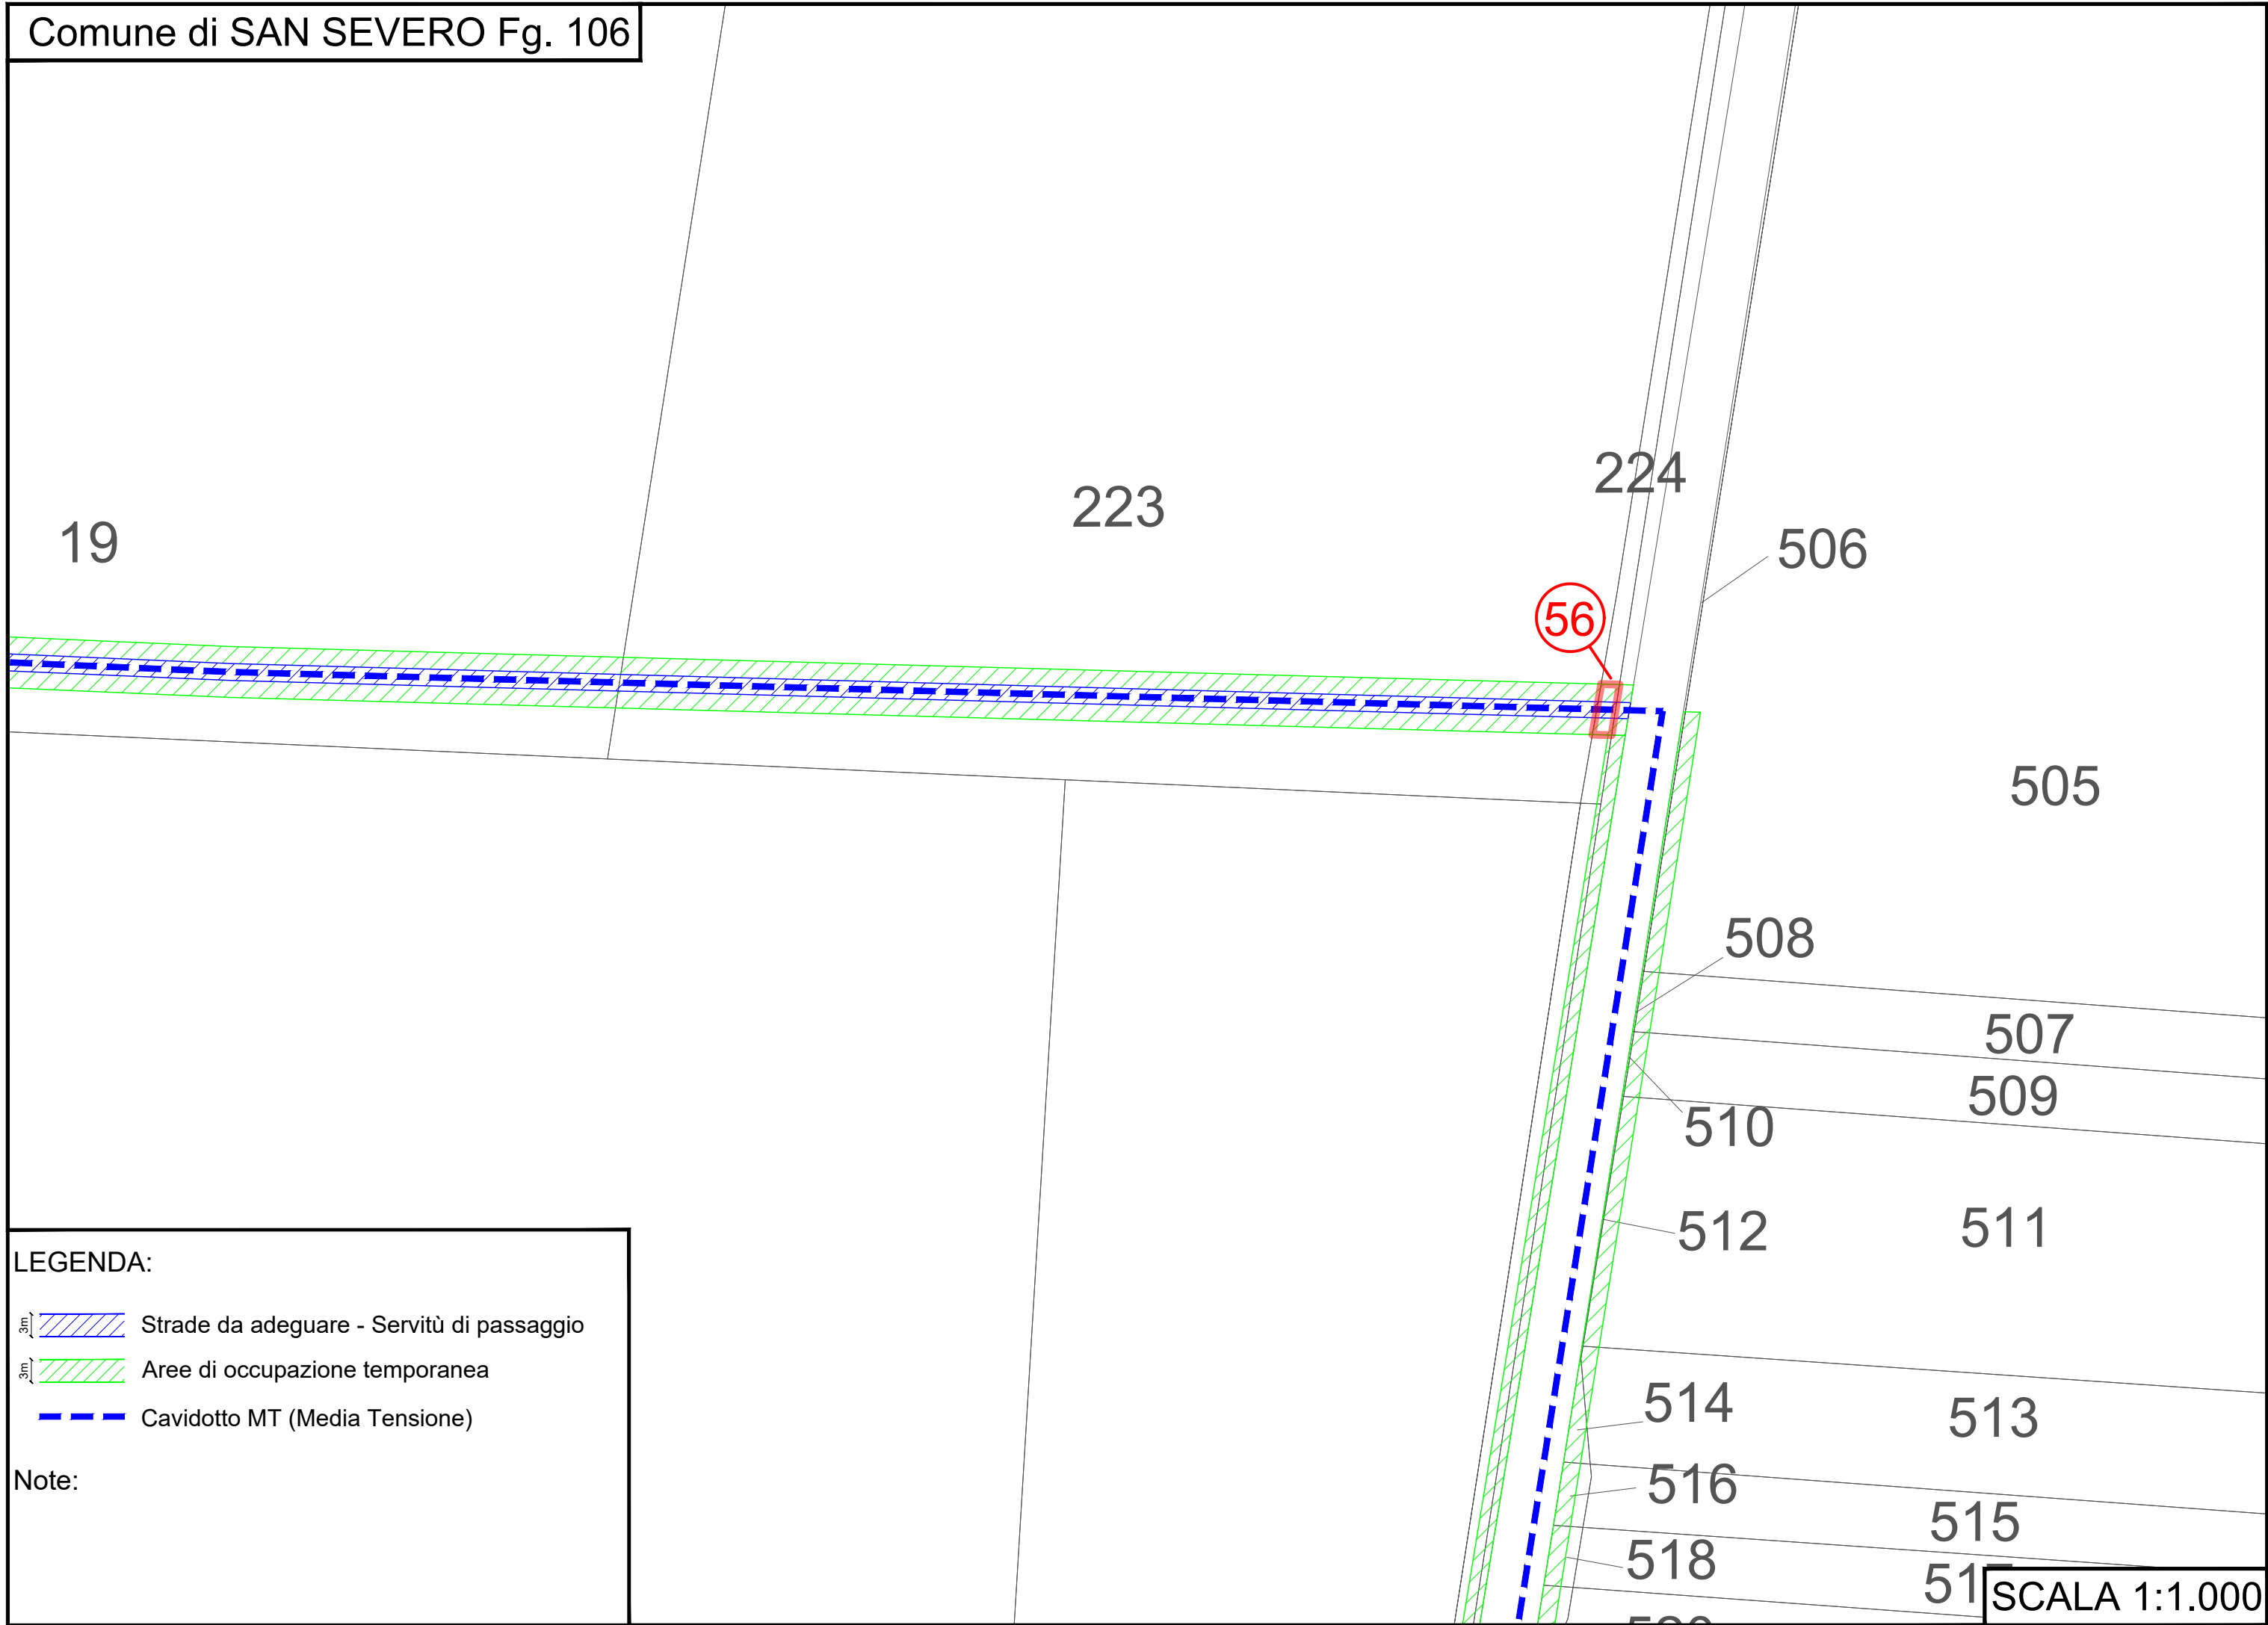 Comune di SAN SEVERO Fg. 106
224
223
19
506
56
505
508
507
509
510
512
511
514
513
516
515
518
SCALA 1:1.000
LEGENDA:
3m Strade da adeguare - Servitù di passaggio
3m Aree di occupazione temporanea
Cavidotto MT (Media Tensione)
Note: